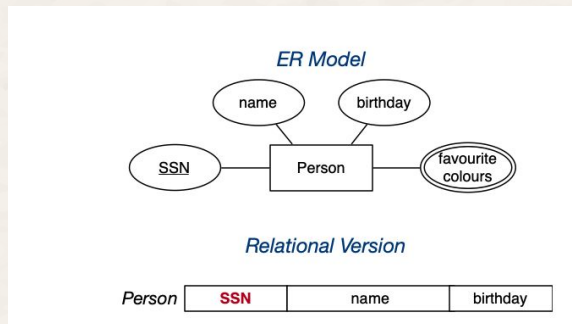 ER Model
name
birthday
SSN
Person
favourite
colours
Relational Version
Person SSN name birthday